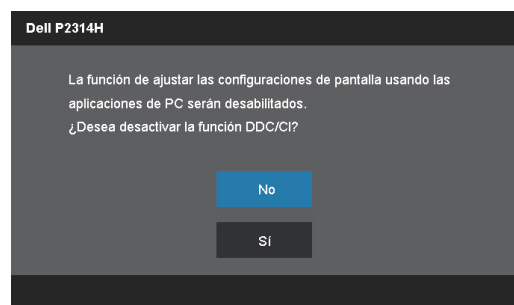 Dell P2314H
La función de ajustar las configuraciones de pantalla usando las
aplicaciones de PC serán desabilitados.
¿Desea desactivar la función DDC/CI?
No
Sí